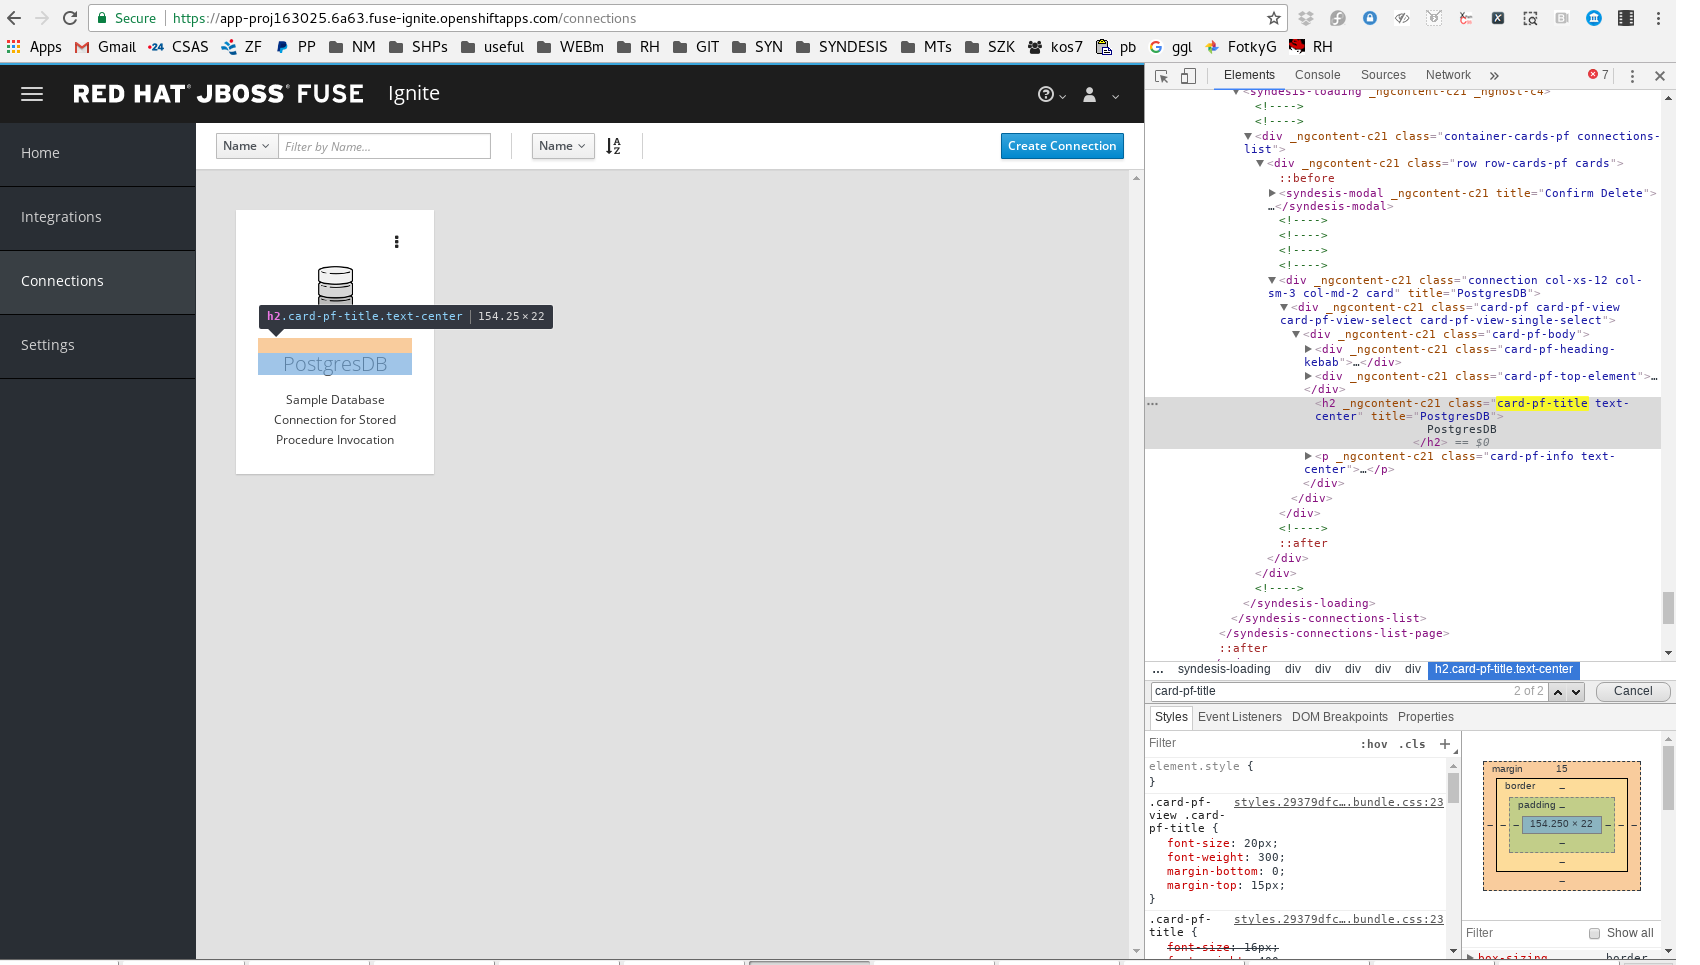 Secure https://app-proj163025.6a63.fuse-ignite.openshiftapps.com/connections
Apps Gmail CSAS ZF PP NM SHPs useful WEBm RH GIT SYN SYNDESIS MTs SZK kos7 pb ggl FotkyG RH
RED HAT® JBOSS® FUSE Ignite
Home
Integrations
Connections
Settings
Name Filter by Name... Name Create Connection
h2.card-pf-title.text-center 154.25 × 22
PostgresDB
Sample Database
Connection for Stored
Procedure Invocation
Elements Console Sources Network » 7
<syndesis-loading _ngcontent-c21 _nghost-c4>
<!---->
<!---->
<div _ngcontent-c21 class="container-cards-pf connections-
list">
<div _ngcontent-c21 class="row row-cards-pf cards">
::before
<syndesis-modal _ngcontent-c21 title="Confirm Delete">
…</syndesis-modal>
<!---->
<!---->
<!---->
<!---->
<div _ngcontent-c21 class="connection col-xs-12 col-
sm-3 col-md-2 card" title="PostgresDB">
<div _ngcontent-c21 class="card-pf card-pf-view
card-pf-view-select card-pf-view-single-select">
<div _ngcontent-c21 class="card-pf-body">
<div _ngcontent-c21 class="card-pf-heading-
kebab">…</div>
<div _ngcontent-c21 class="card-pf-top-element">…
</div>
… <h2 _ngcontent-c21 class="card-pf-title text-
center" title="PostgresDB">
PostgresDB
</h2> == $0
<p _ngcontent-c21 class="card-pf-info text-
center">…</p>
</div>
</div>
</div>
<!---->
::after
</div>
</div>
<!---->
</syndesis-loading>
</syndesis-connections-list>
</syndesis-connections-list-page>
::after
… syndesis-loading div div div div div h2.card-pf-title.text-center
card-pf-title 2 of 2 Cancel
Styles Event Listeners DOM Breakpoints Properties
Filter :hov .cls +
element.style {
}
.card-pf- styles.29379dfc….bundle.css:23
view .card-
pf-title {
font-size: 20px;
font-weight: 300;
margin-bottom: 0;
margin-top: 15px;
}
.card-pf- styles.29379dfc….bundle.css:23
title {
font-size: 16px;
margin 15
border –
padding –
– – – 154.250 × 22 – – –
–
–
–
Filter Show all
box-sizing border